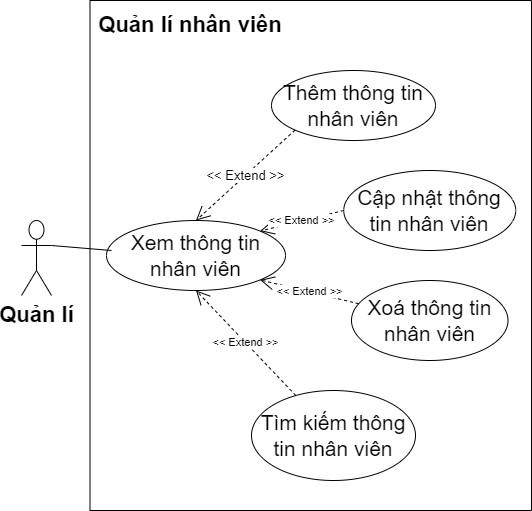 Quản lí nhân viên
Thêm thông tin
nhân viên
<< Extend >>
Cập nhật thông
tin nhân viên
<< Extend >>
Xem thông tin
nhân viên
<< Extend >>
Xoá thông tin
nhân viên
Quản lí
<< Extend >>
Tìm kiếm thông
tin nhân viên